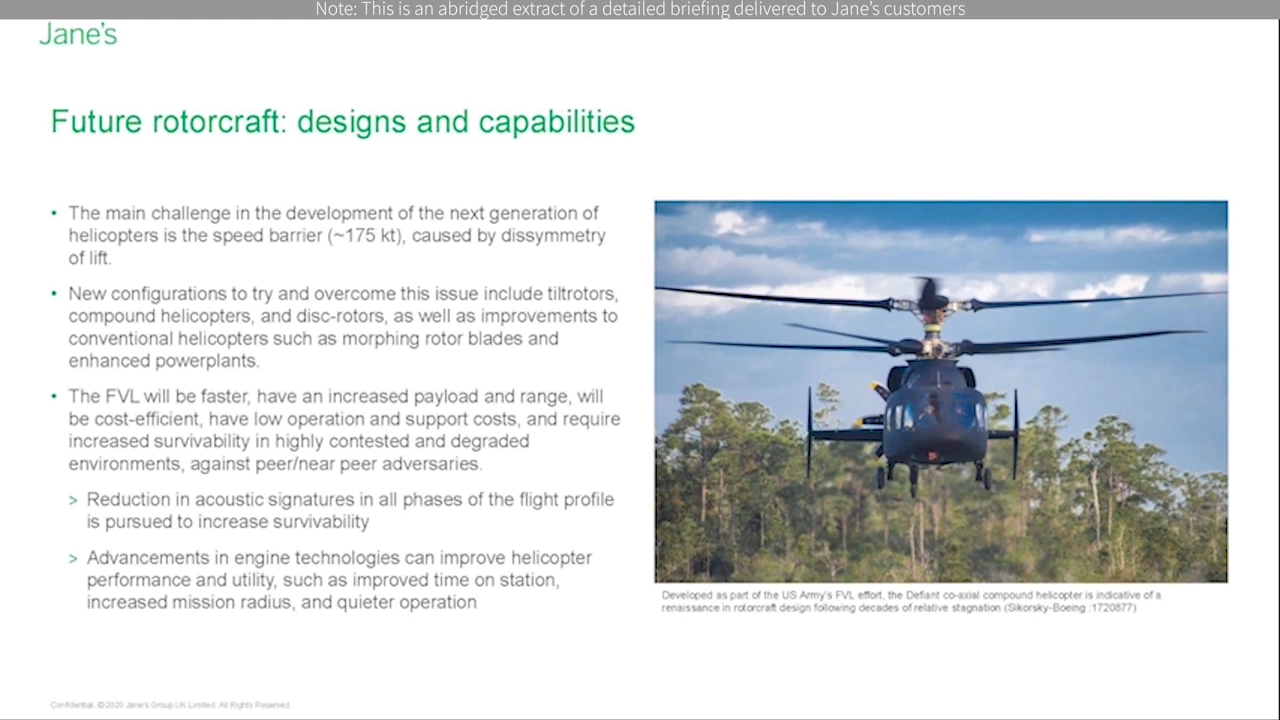 Note: This is an abridged extract of a detailed briefing delivered to Jane's customers
Jane's
Future rotorcraft: designs and capabilities
• The main challenge in the development of the next generation of
helicopters is the speed barrier (~175 kt), caused by dissymmetry
of lift.
• New configurations to try and overcome this issue include tiltrotors,
compound helicopters, and disc-rotors, as well as improvements to
conventional helicopters such as morphing rotor blades and
enhanced powerplants.
• The FVL will be faster, have an increased payload and range, will
be cost-efficient, have low operation and support costs, and require
increased survivability in highly contested and degraded
environments, against peer/near peer adversaries.
> Reduction in acoustic signatures in all phases of the flight profile
is pursued to increase survivability
> Advancements in engine technologies can improve helicopter
performance and utility, such as improved time on station,
increased mission radius, and quieter operation
Developed as part of the US Army's FVL effort, the Defiant co-axial compound helicopter is indicative of a
renaissance in rotorcraft design following decades of relative stagnation (Sikorsky-Boeing :1720877)
Confidential. © 2020 Jane's Group UK Limited. All Rights Reserved.